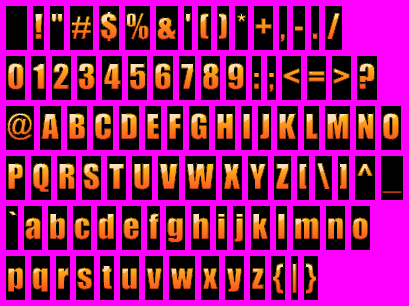 ! " # $ % & ' ( ) * + , - . /
0 1 2 3 4 5 6 7 8 9 : ; < = > ?
@ A B C D E F G H I J K L M N O
P Q R S T U V W X Y Z [ \ ] ^ _
` a b c d e f g h i j k l m n o
p q r s t u v w x y z { | }